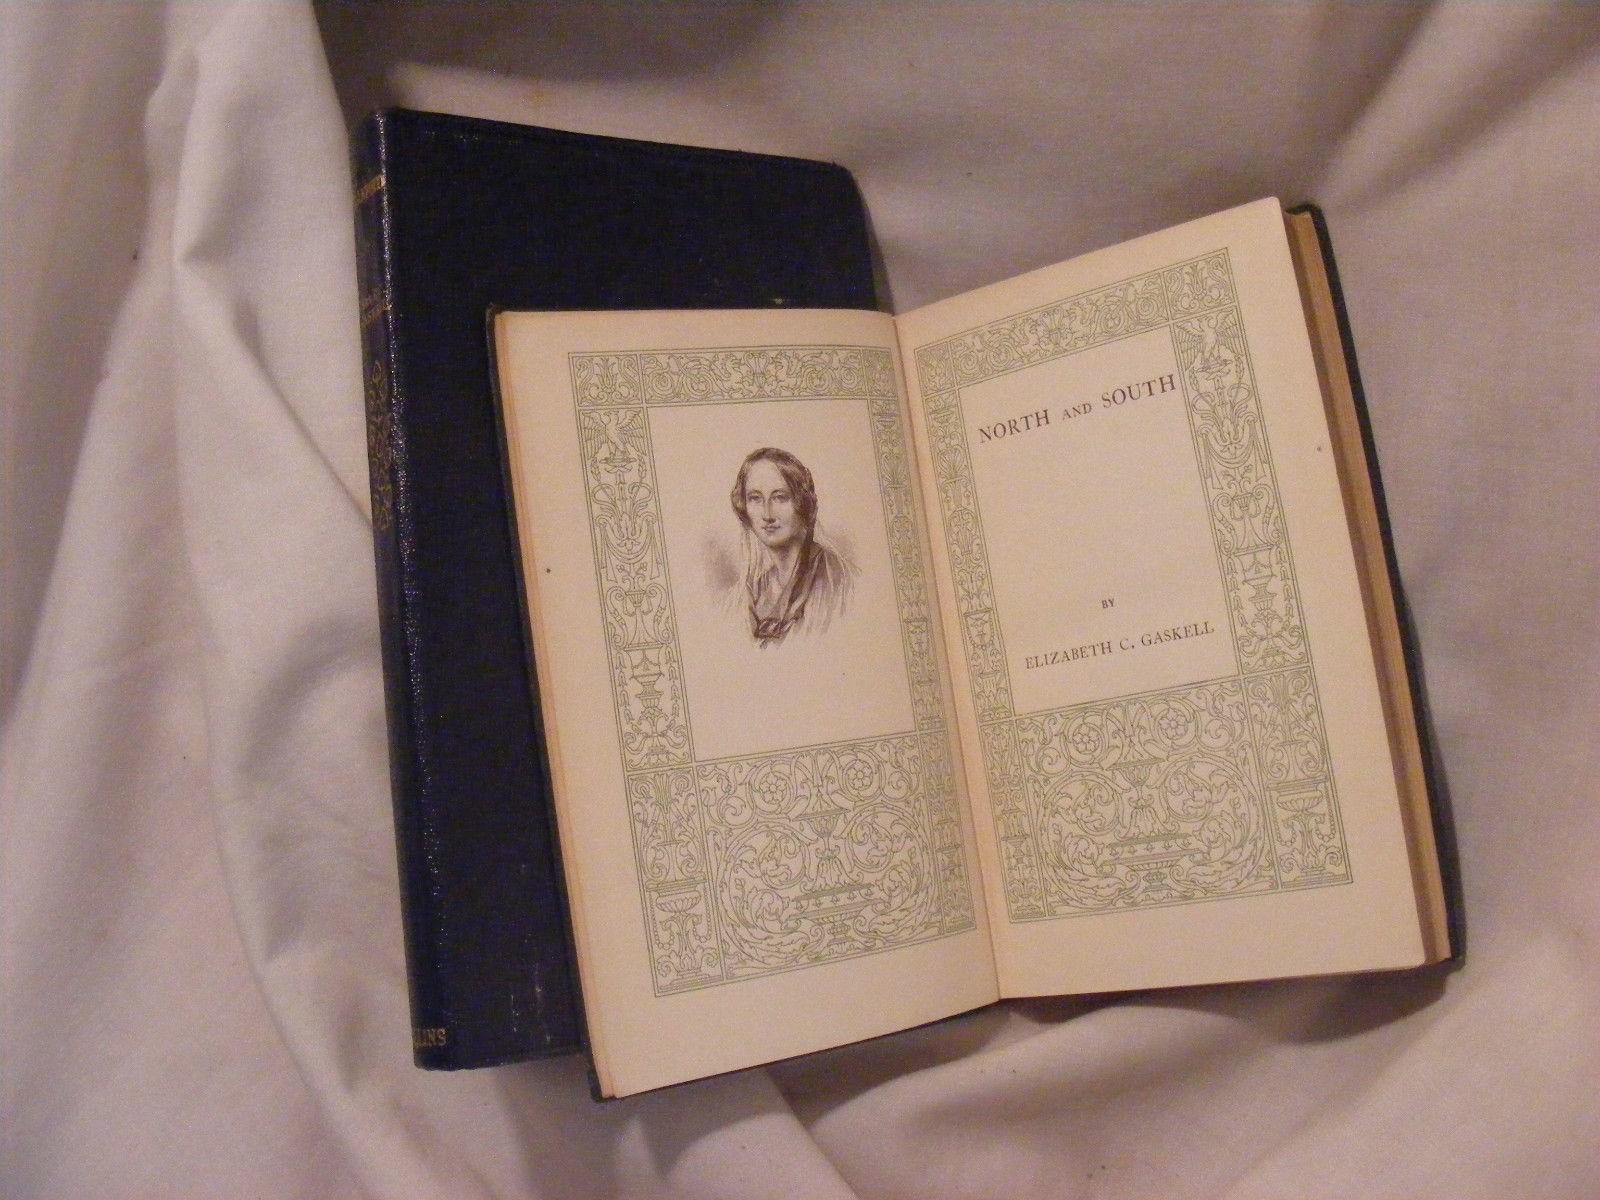 NORTH AND SOUTH
BY
ELIZABETH C. GASKELL